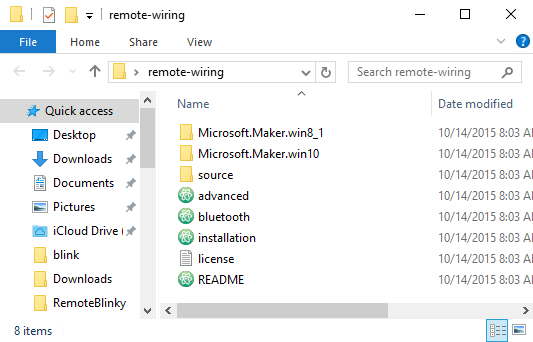 remote-wiring
File Home Share View
remote-wiring Search remote-wiring
Name Date modified
Quick access
Desktop
Downloads
Documents
Pictures
iCloud Drive (
blink
Downloads
RemoteBlinky
Microsoft.Maker.win8_1 10/14/2015 8:03 A
Microsoft.Maker.win10 10/14/2015 8:03 A
source 10/14/2015 8:03 A
advanced 10/14/2015 8:03 A
bluetooth 10/14/2015 8:03 A
installation 10/14/2015 8:03 A
license 10/14/2015 8:03 A
README 10/14/2015 8:03 A
8 items